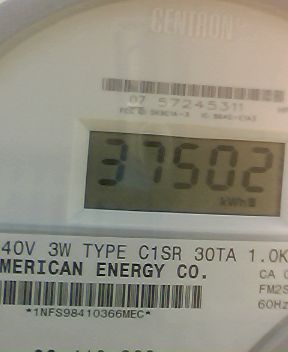 CENTRON
07 57245311
37502
kWh
40V 3W TYPE C1SR 30TA 1.0K
MERICAN ENERGY CO.
CA
FM2S
60Hz
*1NFS98410366MEC*